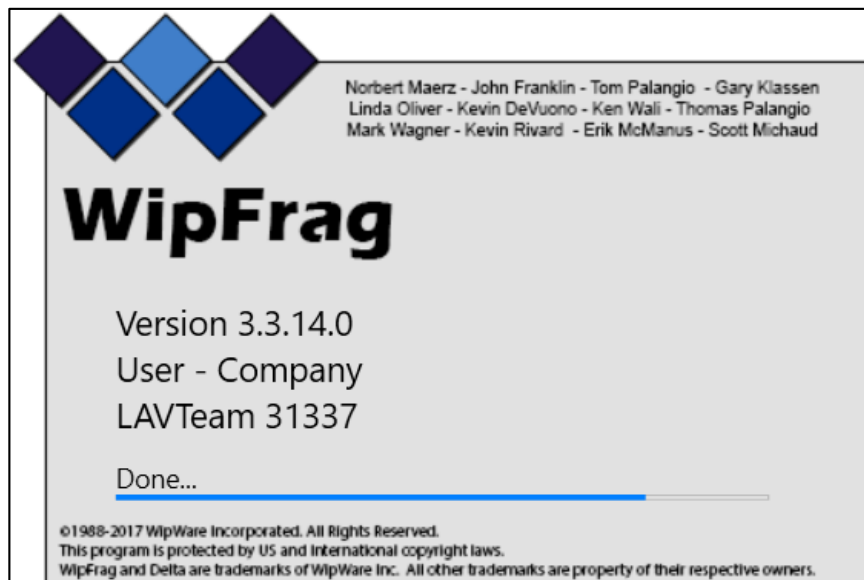 Norbert Maerz - John Franklin - Tom Palangio - Gary Klassen
Linda Oliver - Kevin DeVuono - Ken Wali - Thomas Palangio
Mark Wagner - Kevin Rivard - Erik McManus - Scott Michaud
WipFrag
Version 3.3.14.0
User - Company
LAVTeam 31337
Done...
©1988-2017 WipWare Incorporated. All Rights Reserved.
This program is protected by US and International copyright laws.
WipFrag and Delta are trademarks of WipWare Inc. All other trademarks are property of their respective owners.